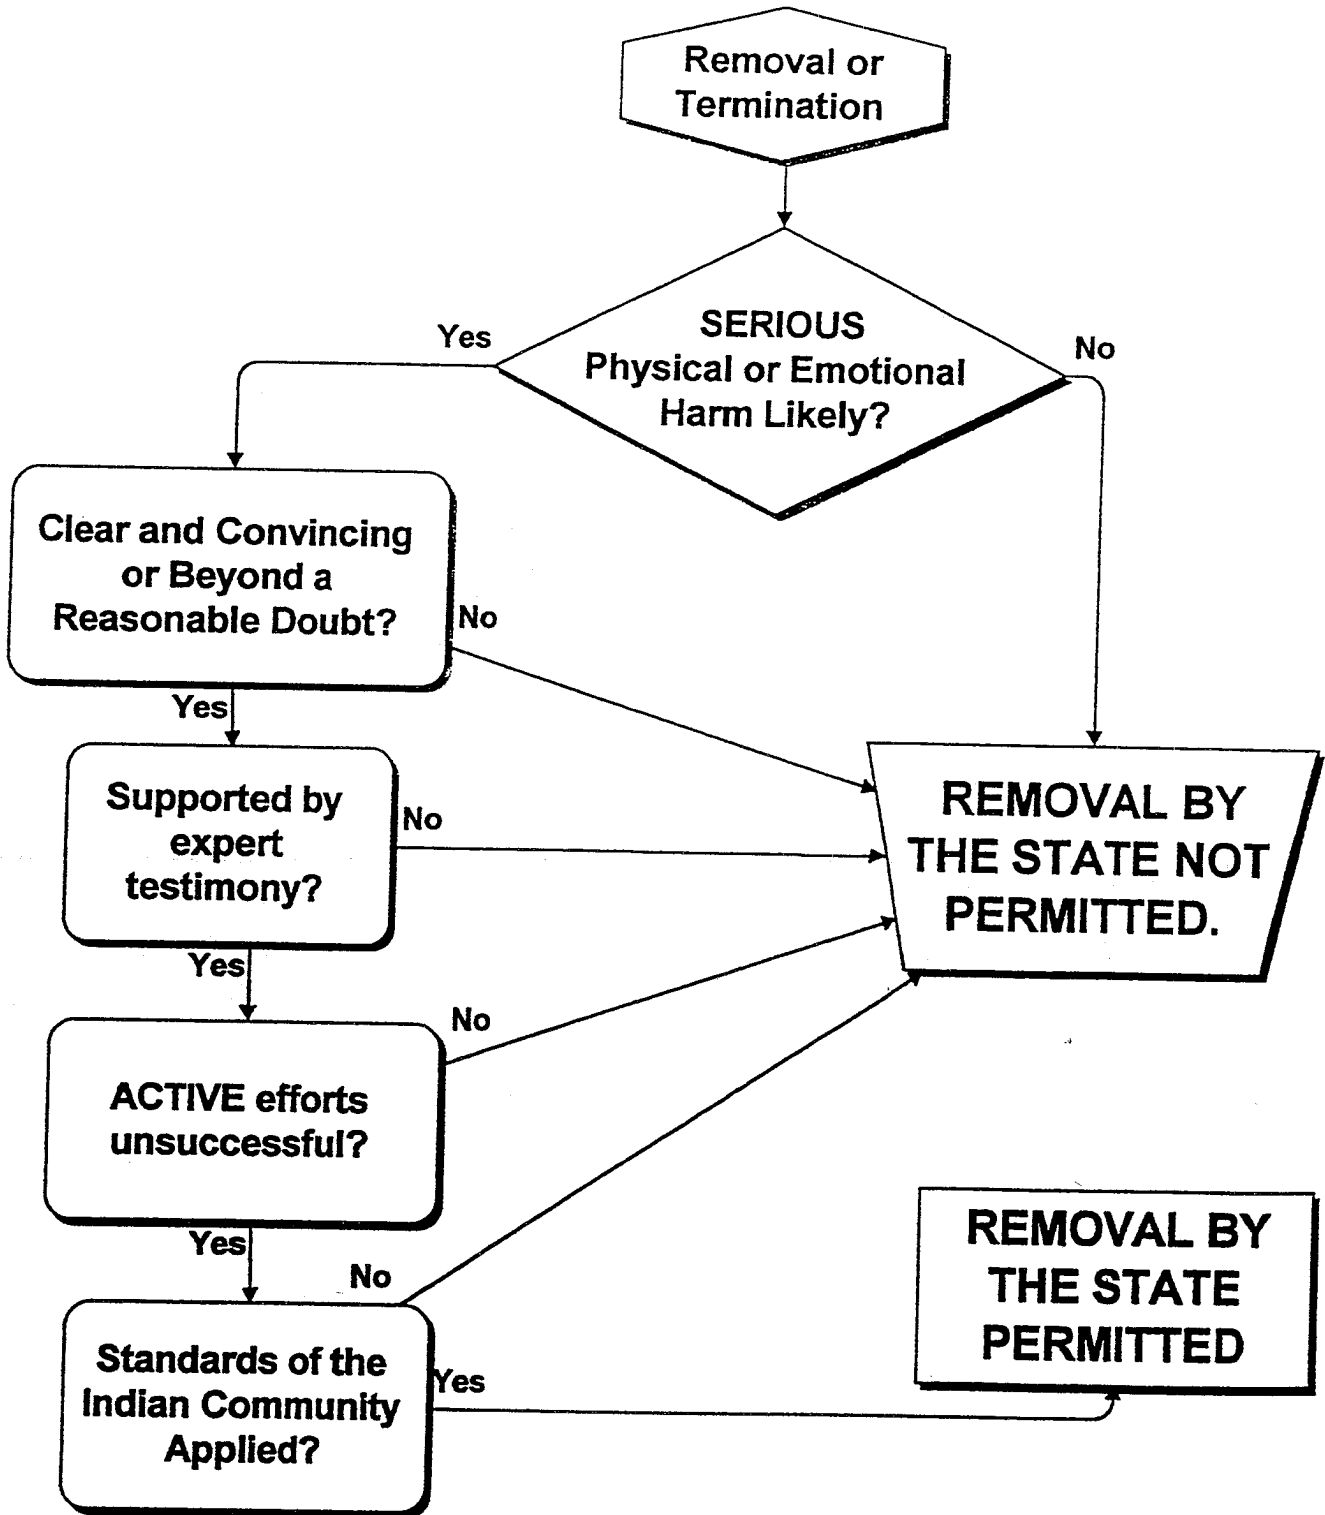 Removal or
Termination
SERIOUS
Physical or Emotional
Harm Likely?
Yes
No
Clear and Convincing
or Beyond a
Reasonable Doubt?
No
Yes
Supported by
expert
testimony?
No
Yes
REMOVAL BY
THE STATE NOT
PERMITTED.
ACTIVE efforts
unsuccessful?
No
Yes
Standards of the
Indian Community
Applied?
No
Yes
REMOVAL BY
THE STATE
PERMITTED